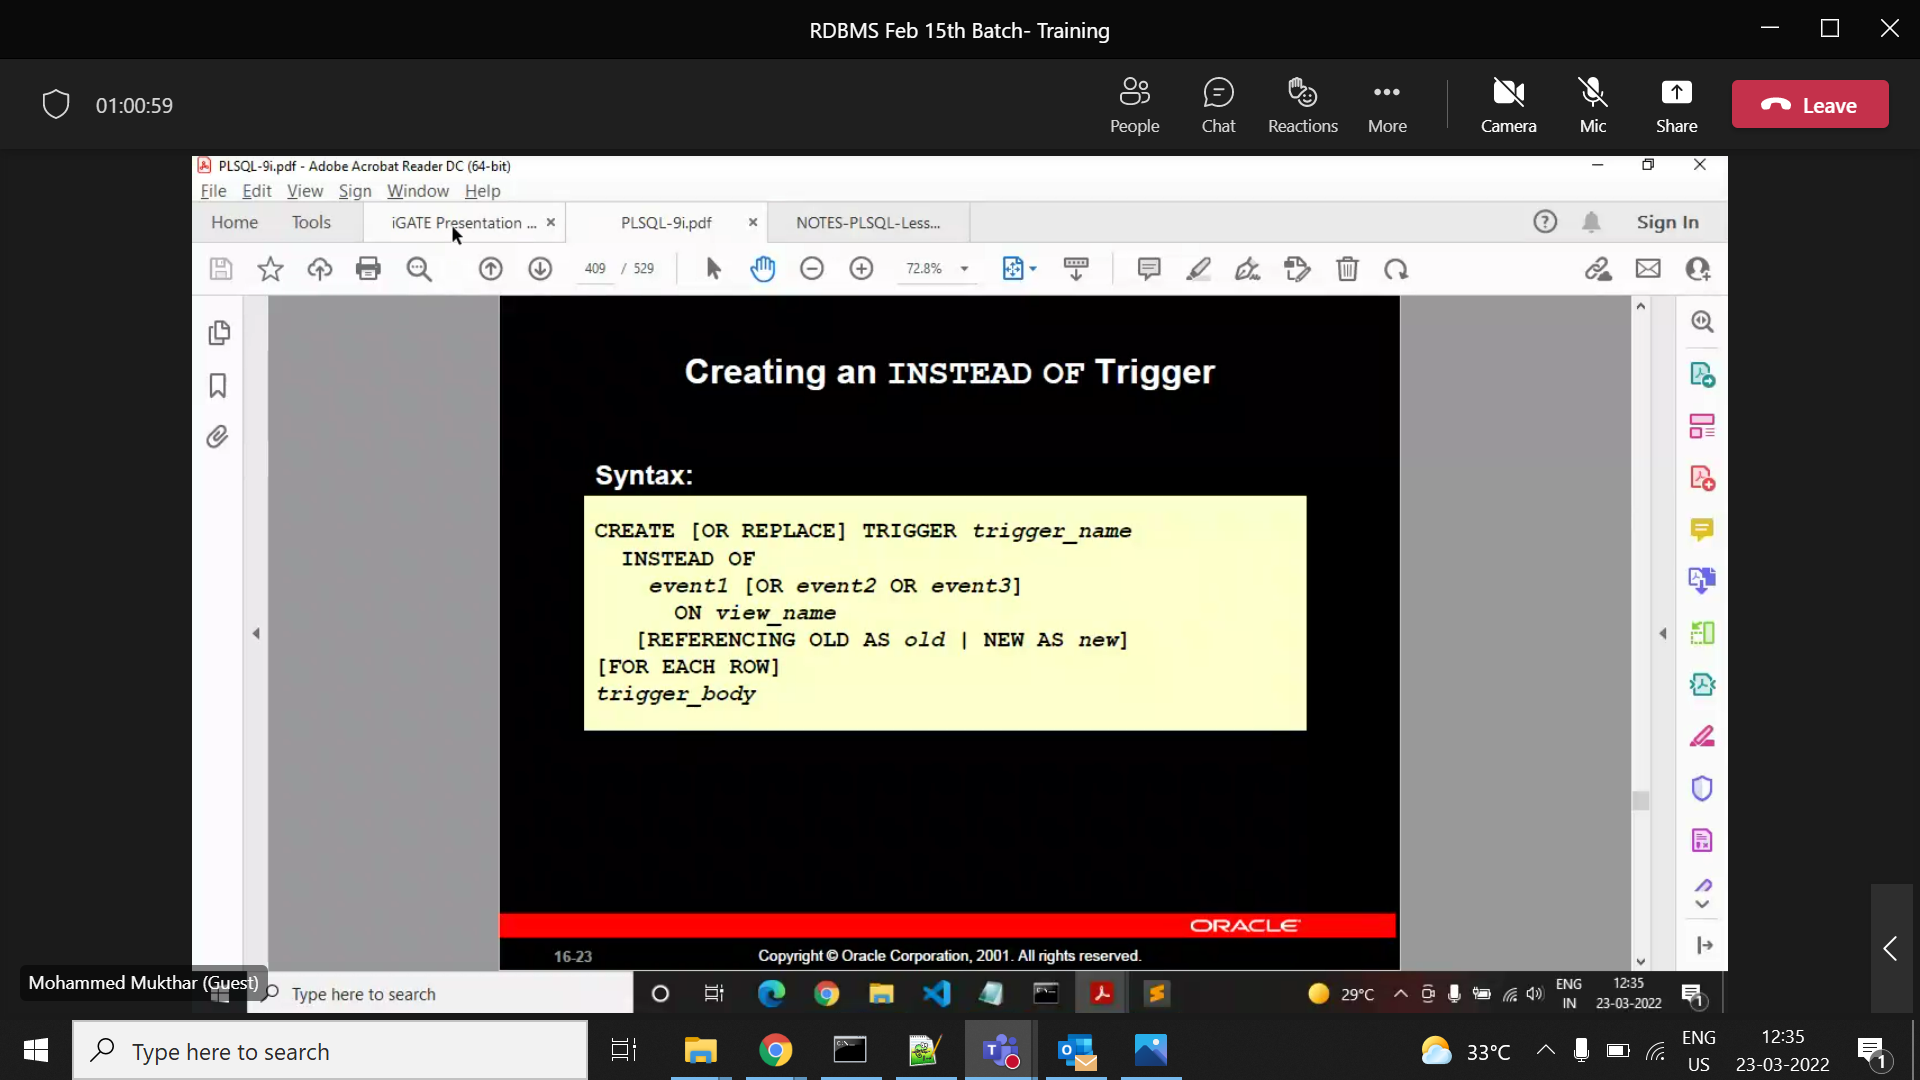 RDBMS Feb 15th Batch- Training
01:00:59
People
Chat
Reactions
More
Camera
Mic
Share
Leave
PLSQL-9i.pdf - Adobe Acrobat Reader DC (64-bit)
File Edit View Sign Window Help
Home Tools iGATE Presentation ... PLSQL-9i.pdf NOTES-PLSQL-Less... Sign In
409 / 529 72.8%
Creating an INSTEAD OF Trigger
Syntax:
CREATE [OR REPLACE] TRIGGER trigger_name
INSTEAD OF
event1 [OR event2 OR event3]
ON view_name
[REFERENCING OLD AS old | NEW AS new]
[FOR EACH ROW]
trigger_body
ORACLE
16-23 Copyright © Oracle Corporation, 2001. All rights reserved.
Mohammed Mukthar (Guest)
Type here to search
29°C
ENG
IN
12:35
23-03-2022
1
Type here to search
33°C
ENG
US
12:35
23-03-2022
1